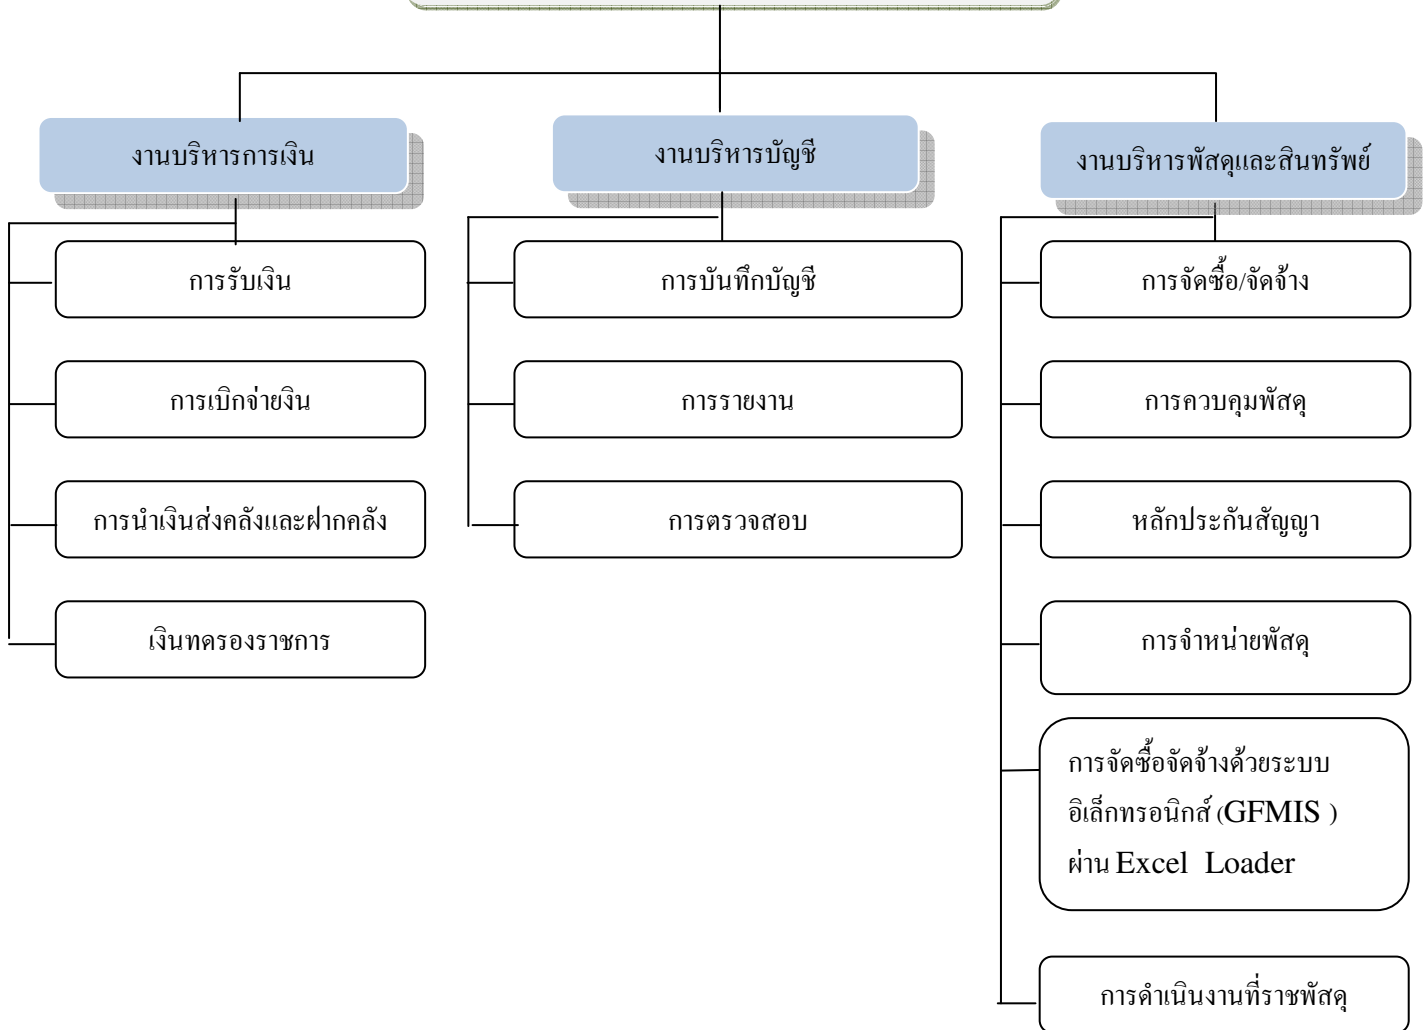 งานบริหารการเงิน
การรับเงิน
การเบิกจ่ายงิน
การนำเงินส่งคลังและฝากคลัง
เงินทดรองราชการ
งานบริหารบัญชี
การบันทึกบัญชี
การรายงาน
การตรวจสอบ
งานบริหารพัสดุและสินทรัพย์
การจัดซื้อ/จัดจ้าง
การควบคุมพัสดุ
หลักประกันสัญญา
การจำหน่ายพัสดุ
การจัดซื้อจัดจ้างด้วยระบบ
อิเล็กทรอนิกส์ (GFMIS )
ผ่าน Excel Loader
การดำเนินงานที่ราชพัสดุ